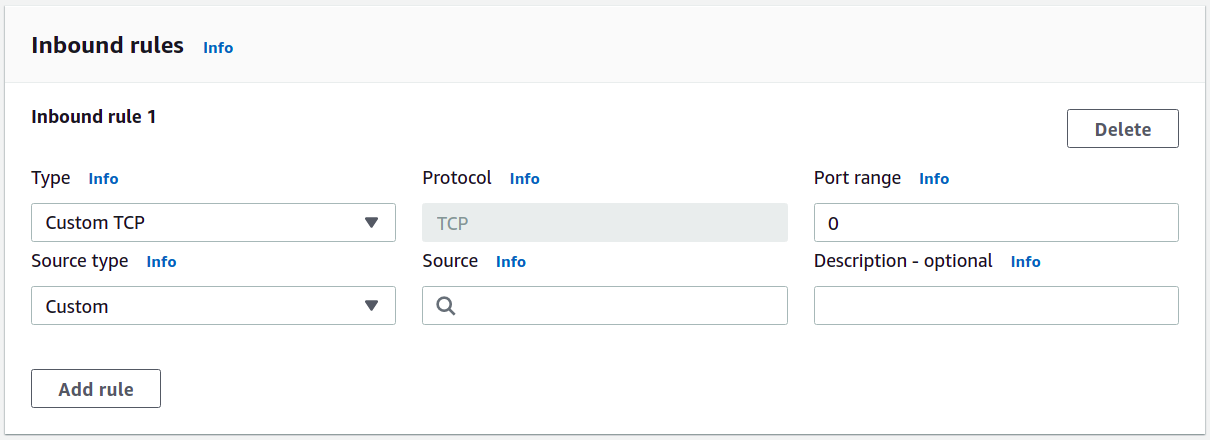 Inbound rules Info
Inbound rule 1
Delete
Type Info Protocol Info Port range Info
Custom TCP TCP 0
Source type Info Source Info Description - optional Info
Custom
Add rule